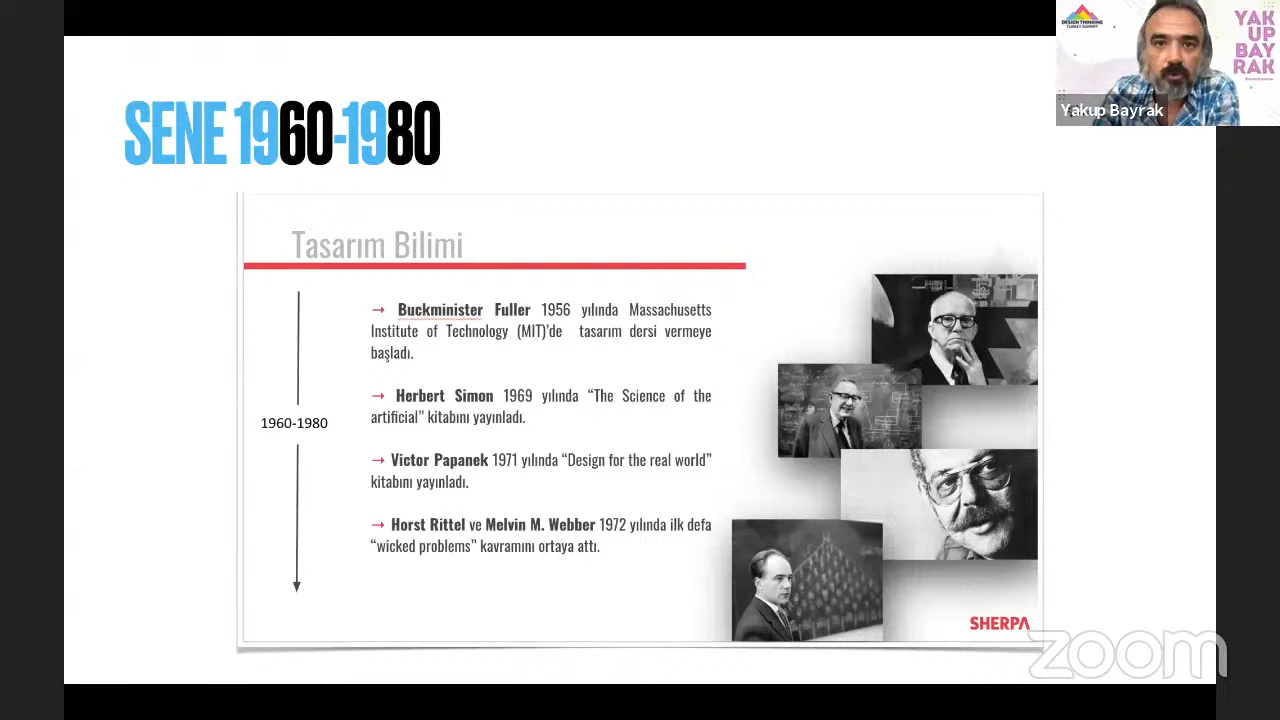 DESIGN THINKING
TURKEY SUMMIT
YAK
UP
BAY
RAK
Yakup Bayrak
SENE 1960-1980
Tasarım Bilimi
→ Buckminister Fuller 1956 yılında Massachusetts
Institute of Technology (MIT)'de tasarım dersi vermeye
başladı.
→ Herbert Simon 1969 yılında “The Science of the
artificial” kitabını yayınladı.
1960-1980
→ Victor Papanek 1971 yılında “Design for the real world”
kitabını yayınladı.
→ Horst Rittel ve Melvin M. Webber 1972 yılında ilk defa
“wicked problems” kavramını ortaya attı.
SHERPA
zoom